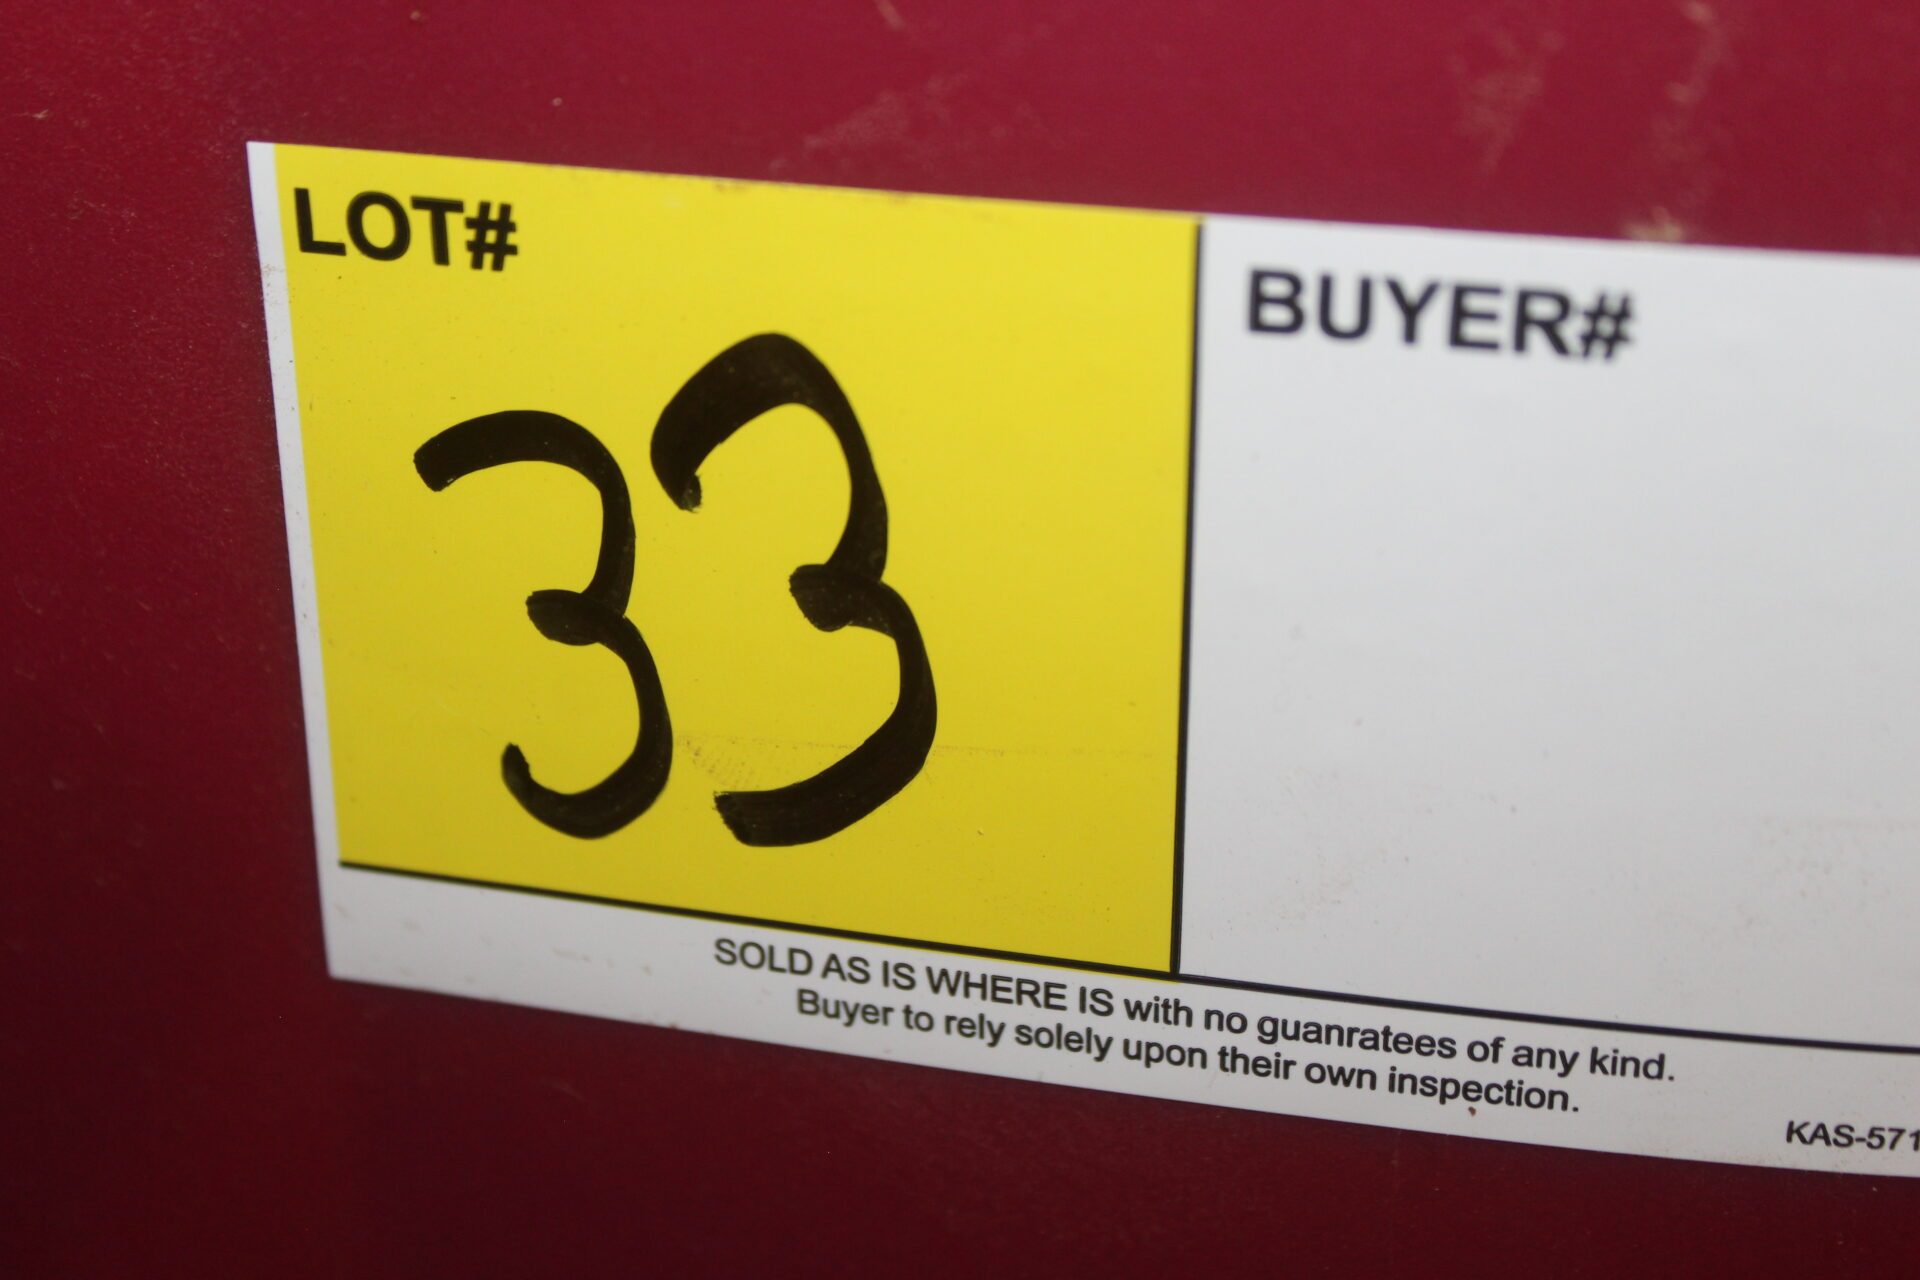 LOT#
BUYER#
33
SOLD AS IS WHERE IS with no guanratees of any kind.
Buyer to rely solely upon their own inspection.
KAS-571